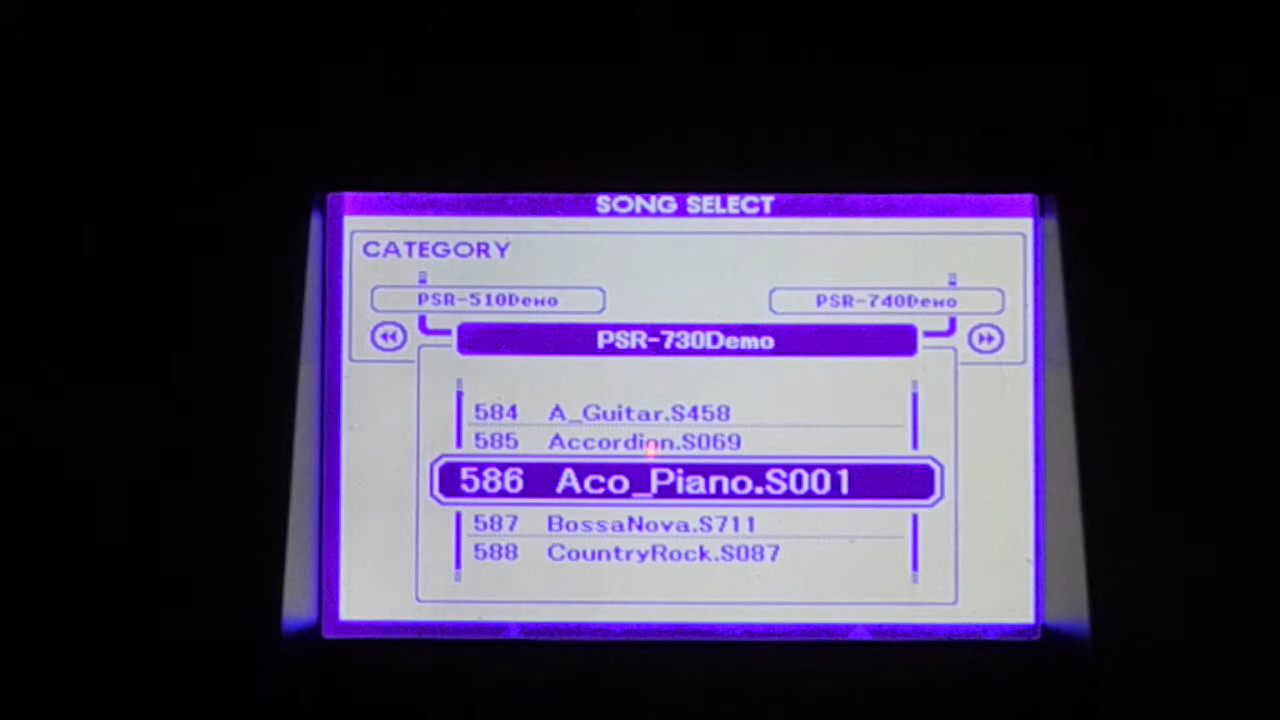 SONG SELECT
CATEGORY
PSR-510Demo
PSR-740Demo
PSR-730Demo
584 A_Guitar.S458
585 Accordion.S069
586 Aco_Piano.S001
587 BossaNova.S711
588 CountryRock.S087